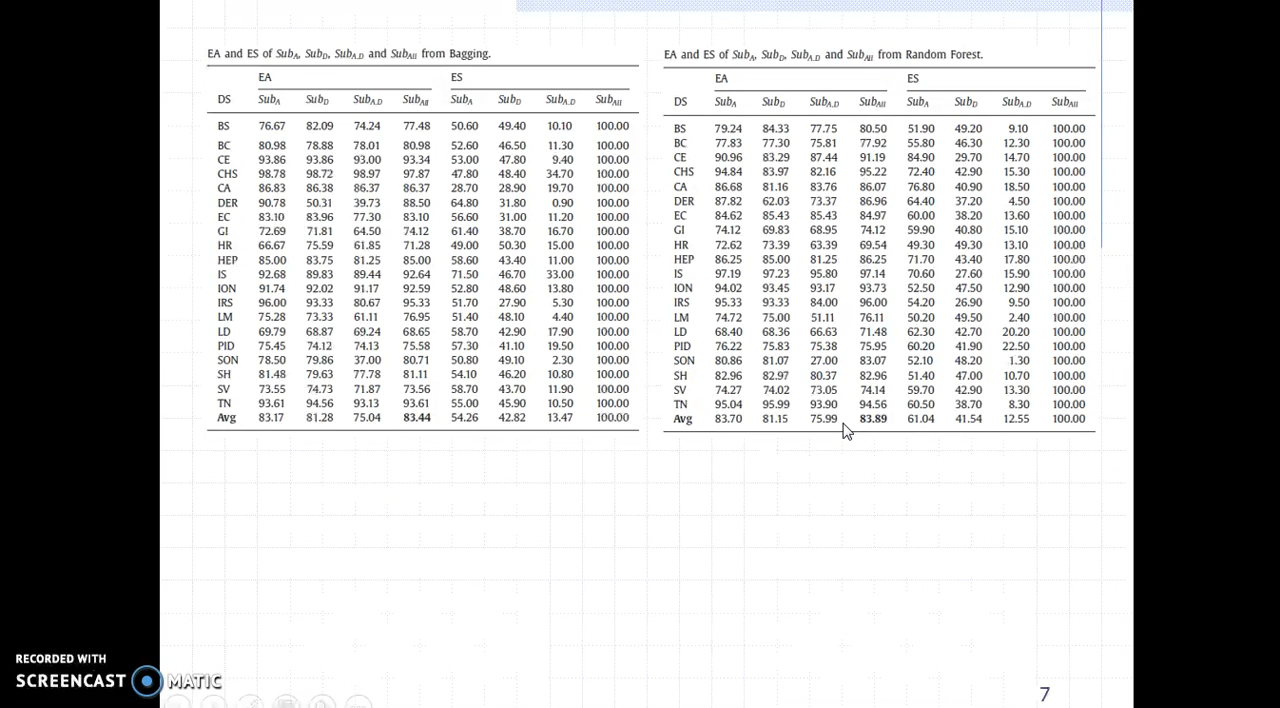 EA and ES of SubA, SubD, SubA.D and SubAll from Bagging.
EA ES
DS SubA SubD SubA.D SubAll SubA SubD SubA.D SubAll
BS 76.67 82.09 74.24 77.48 50.60 49.40 10.10 100.00
BC 80.98 78.88 78.01 80.98 52.60 46.50 11.30 100.00
CE 93.86 93.86 93.00 93.34 53.00 47.80 9.40 100.00
CHS 98.78 98.72 98.97 97.87 47.80 48.40 34.70 100.00
CA 86.83 86.38 86.37 86.37 28.70 28.90 19.70 100.00
DER 90.78 50.31 39.73 88.50 64.80 31.80 0.90 100.00
EC 83.10 83.96 77.30 83.10 56.60 31.00 11.20 100.00
GI 72.69 71.81 64.50 74.12 61.40 38.70 16.70 100.00
HR 66.67 75.59 61.85 71.28 49.00 50.30 15.00 100.00
HEP 85.00 83.75 81.25 85.00 58.60 43.40 11.00 100.00
IS 92.68 89.83 89.44 92.64 71.50 46.70 33.00 100.00
ION 91.74 92.02 91.17 92.59 52.80 48.60 13.80 100.00
IRS 96.00 93.33 80.67 95.33 51.70 27.90 5.30 100.00
LM 75.28 73.33 61.11 76.95 51.40 48.10 4.40 100.00
LD 69.79 68.87 69.24 68.65 58.70 42.90 17.90 100.00
PID 75.45 74.12 74.13 75.58 57.30 41.10 19.50 100.00
SON 78.50 79.86 37.00 80.71 50.80 49.10 2.30 100.00
SH 81.48 79.63 77.78 81.11 54.10 46.20 10.80 100.00
SV 73.55 74.73 71.87 73.56 58.70 43.70 11.90 100.00
TN 93.61 94.56 93.13 93.61 55.00 45.90 10.50 100.00
Avg 83.17 81.28 75.04 83.44 54.26 42.82 13.47 100.00
EA and ES of SubA, SubD, SubA.D and SubAll from Random Forest.
EA ES
DS SubA SubD SubA.D SubAll SubA SubD SubA.D SubAll
BS 79.24 84.33 77.75 80.50 51.90 49.20 9.10 100.00
BC 77.83 77.30 75.81 77.92 55.80 46.30 12.30 100.00
CE 90.96 83.29 87.44 91.19 84.90 29.70 14.70 100.00
CHS 94.84 83.97 82.16 95.22 72.40 42.90 15.30 100.00
CA 86.68 81.16 83.76 86.07 76.80 40.90 18.50 100.00
DER 87.82 62.03 73.37 86.96 64.40 37.20 4.50 100.00
EC 84.62 85.43 85.43 84.97 60.00 38.20 13.60 100.00
GI 74.12 69.83 68.95 74.12 59.90 40.80 15.10 100.00
HR 72.62 73.39 63.39 69.54 49.30 49.30 13.10 100.00
HEP 86.25 85.00 81.25 86.25 71.70 43.40 17.80 100.00
IS 97.19 97.23 95.80 97.14 70.60 27.60 15.90 100.00
ION 94.02 93.45 93.17 93.73 52.50 47.50 12.90 100.00
IRS 95.33 93.33 84.00 96.00 54.20 26.90 9.50 100.00
LM 74.72 75.00 51.11 76.11 50.20 49.50 2.40 100.00
LD 68.40 68.36 66.63 71.48 62.30 42.70 20.20 100.00
PID 76.22 75.83 75.38 75.95 60.20 41.90 22.50 100.00
SON 80.86 81.07 27.00 83.07 52.10 48.20 1.30 100.00
SH 82.96 82.97 80.37 82.96 51.40 47.00 10.70 100.00
SV 74.27 74.02 73.05 74.14 59.70 42.90 13.30 100.00
TN 95.04 95.99 93.90 94.56 60.50 38.70 8.30 100.00
Avg 83.70 81.15 75.99 83.89 61.04 41.54 12.55 100.00
RECORDED WITH
SCREENCAST MATIC
7